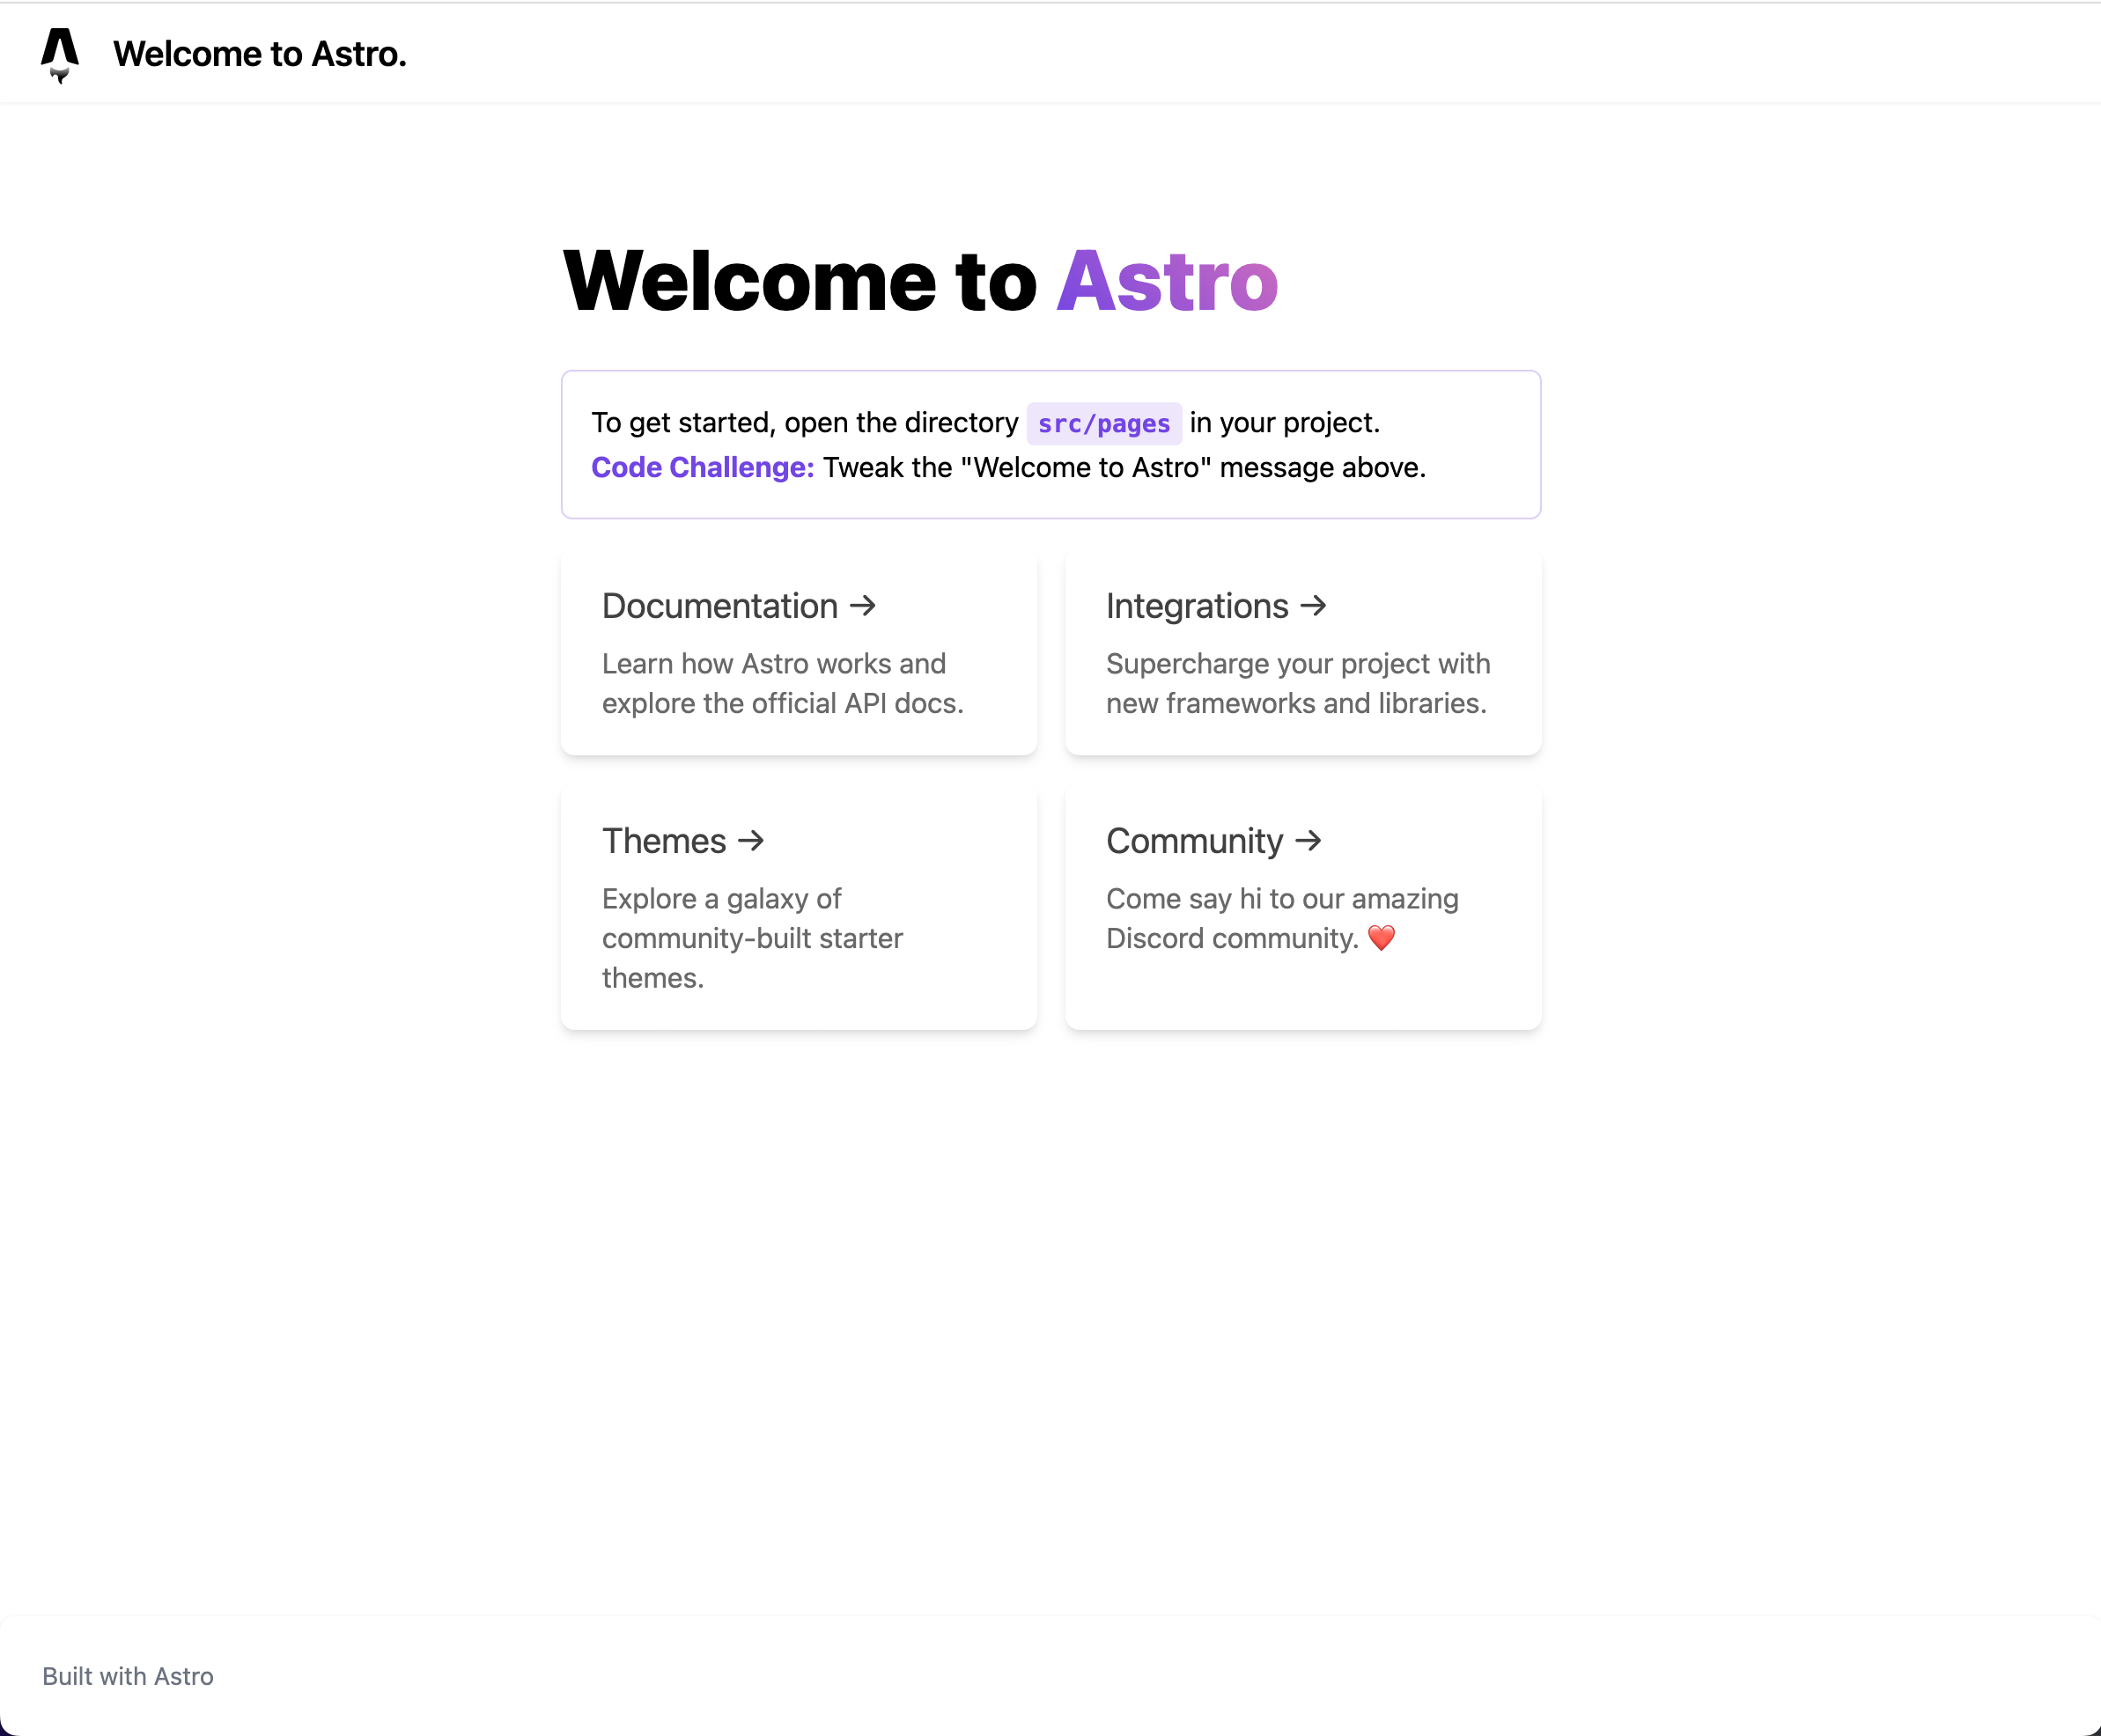 Welcome to Astro.
Welcome to Astro
To get started, open the directory src/pages in your project.
Code Challenge: Tweak the "Welcome to Astro" message above.
Documentation →
Learn how Astro works and
explore the official API docs.
Integrations →
Supercharge your project with
new frameworks and libraries.
Themes →
Explore a galaxy of
community-built starter
themes.
Community →
Come say hi to our amazing
Discord community. ❤️
Built with Astro